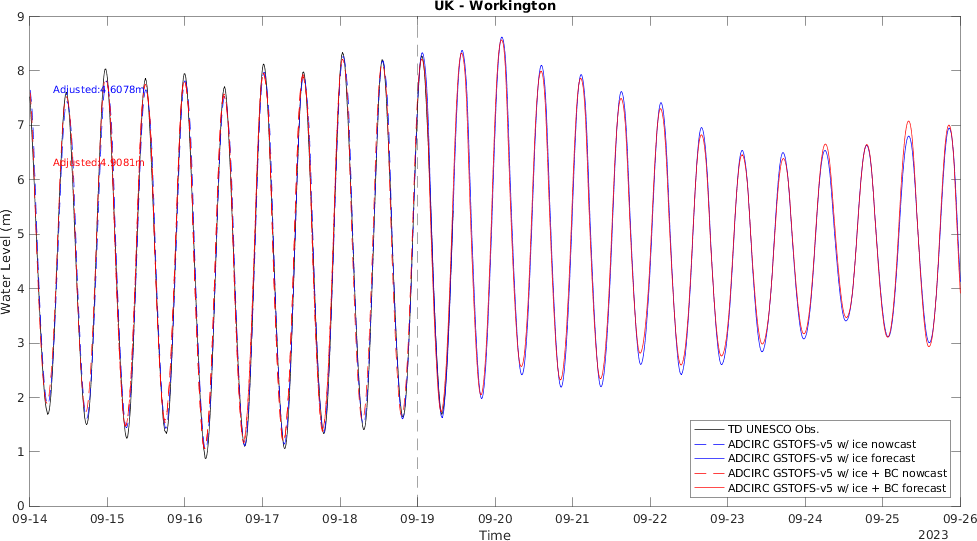 UK - Workington
9
8
7
6
5
4
3
2
1
0
Water Level (m)
Adjusted:4.6078m
Adjusted:4.9081m
TD UNESCO Obs.
ADCIRC GSTOFS-v5 w/ ice nowcast
ADCIRC GSTOFS-v5 w/ ice forecast
ADCIRC GSTOFS-v5 w/ ice + BC nowcast
ADCIRC GSTOFS-v5 w/ ice + BC forecast
09-14 09-15 09-16 09-17 09-18 09-19 09-20 09-21 09-22 09-23 09-24 09-25 09-26
Time
2023